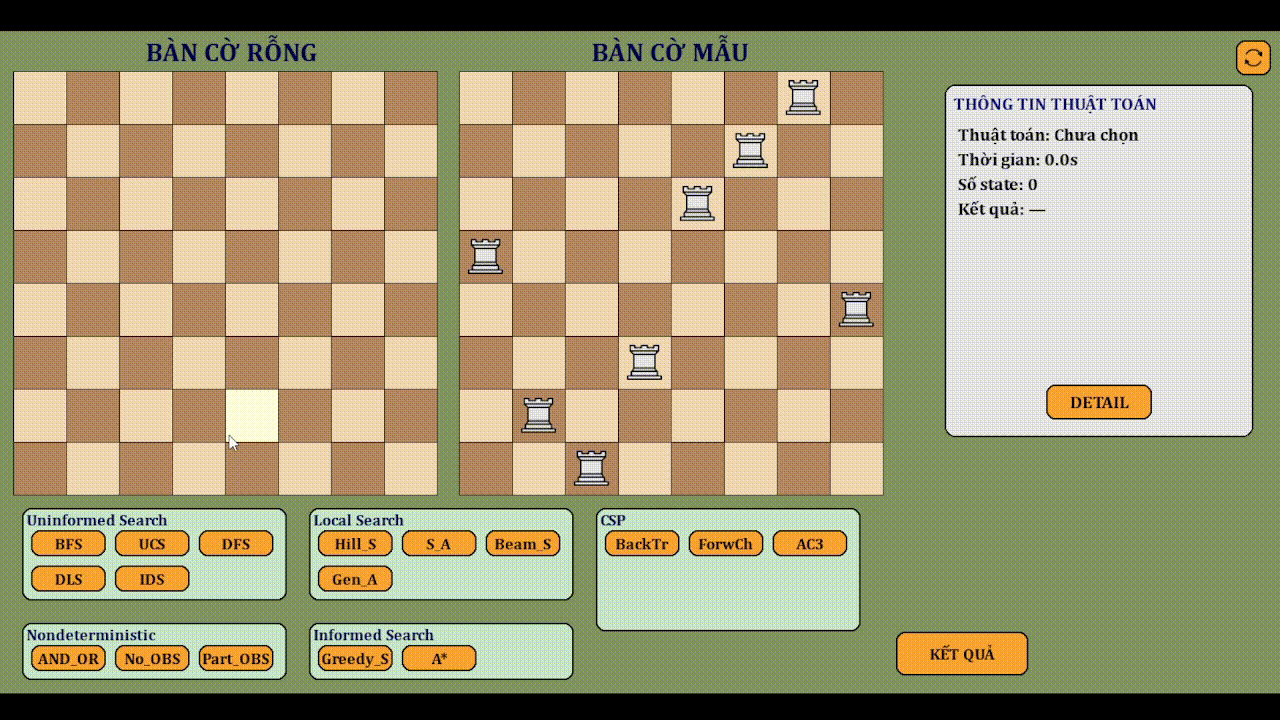 BÀN CỜ RỖNG
BÀN CỜ MẪU
THÔNG TIN THUẬT TOÁN
Thuật toán: Chưa chọn
Thời gian: 0.0s
Số state: 0
Kết quả: —
DETAIL
Uninformed Search
BFS UCS DFS
DLS IDS
Local Search
Hill_S S_A Beam_S
Gen_A
CSP
BackTr ForwCh AC3
Nondeterministic
AND_OR No_OBS Part_OBS
Informed Search
Greedy_S A*
KẾT QUẢ